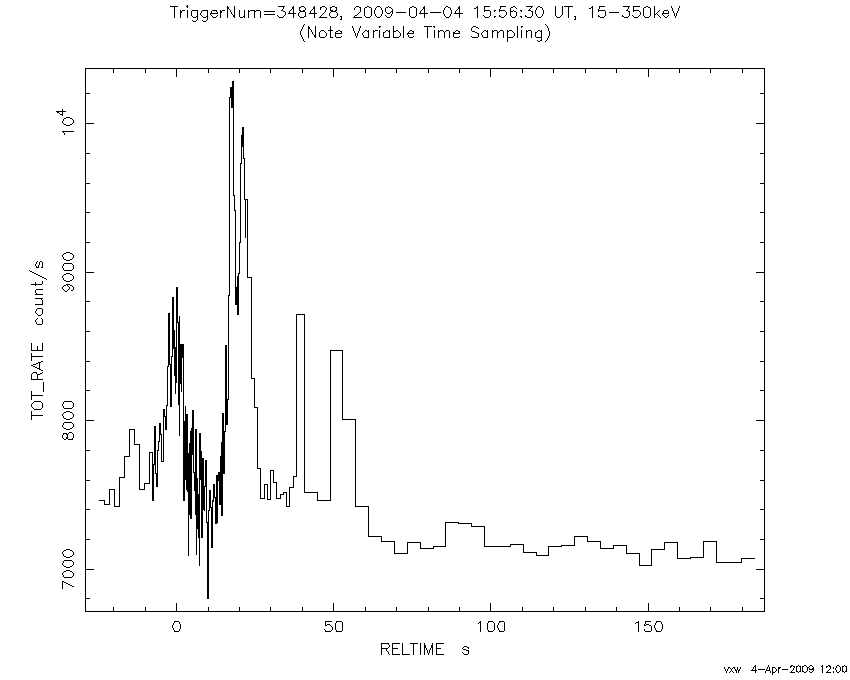 TriggerNum=348428, 2009-04-04 15:56:30 UT, 15-350keV
(Note Variable Time Sampling)
10⁴
9000
8000
7000
TOT_RATE count/s
0 50 100 150
RELTIME s
vxw 4-Apr-2009 12:00